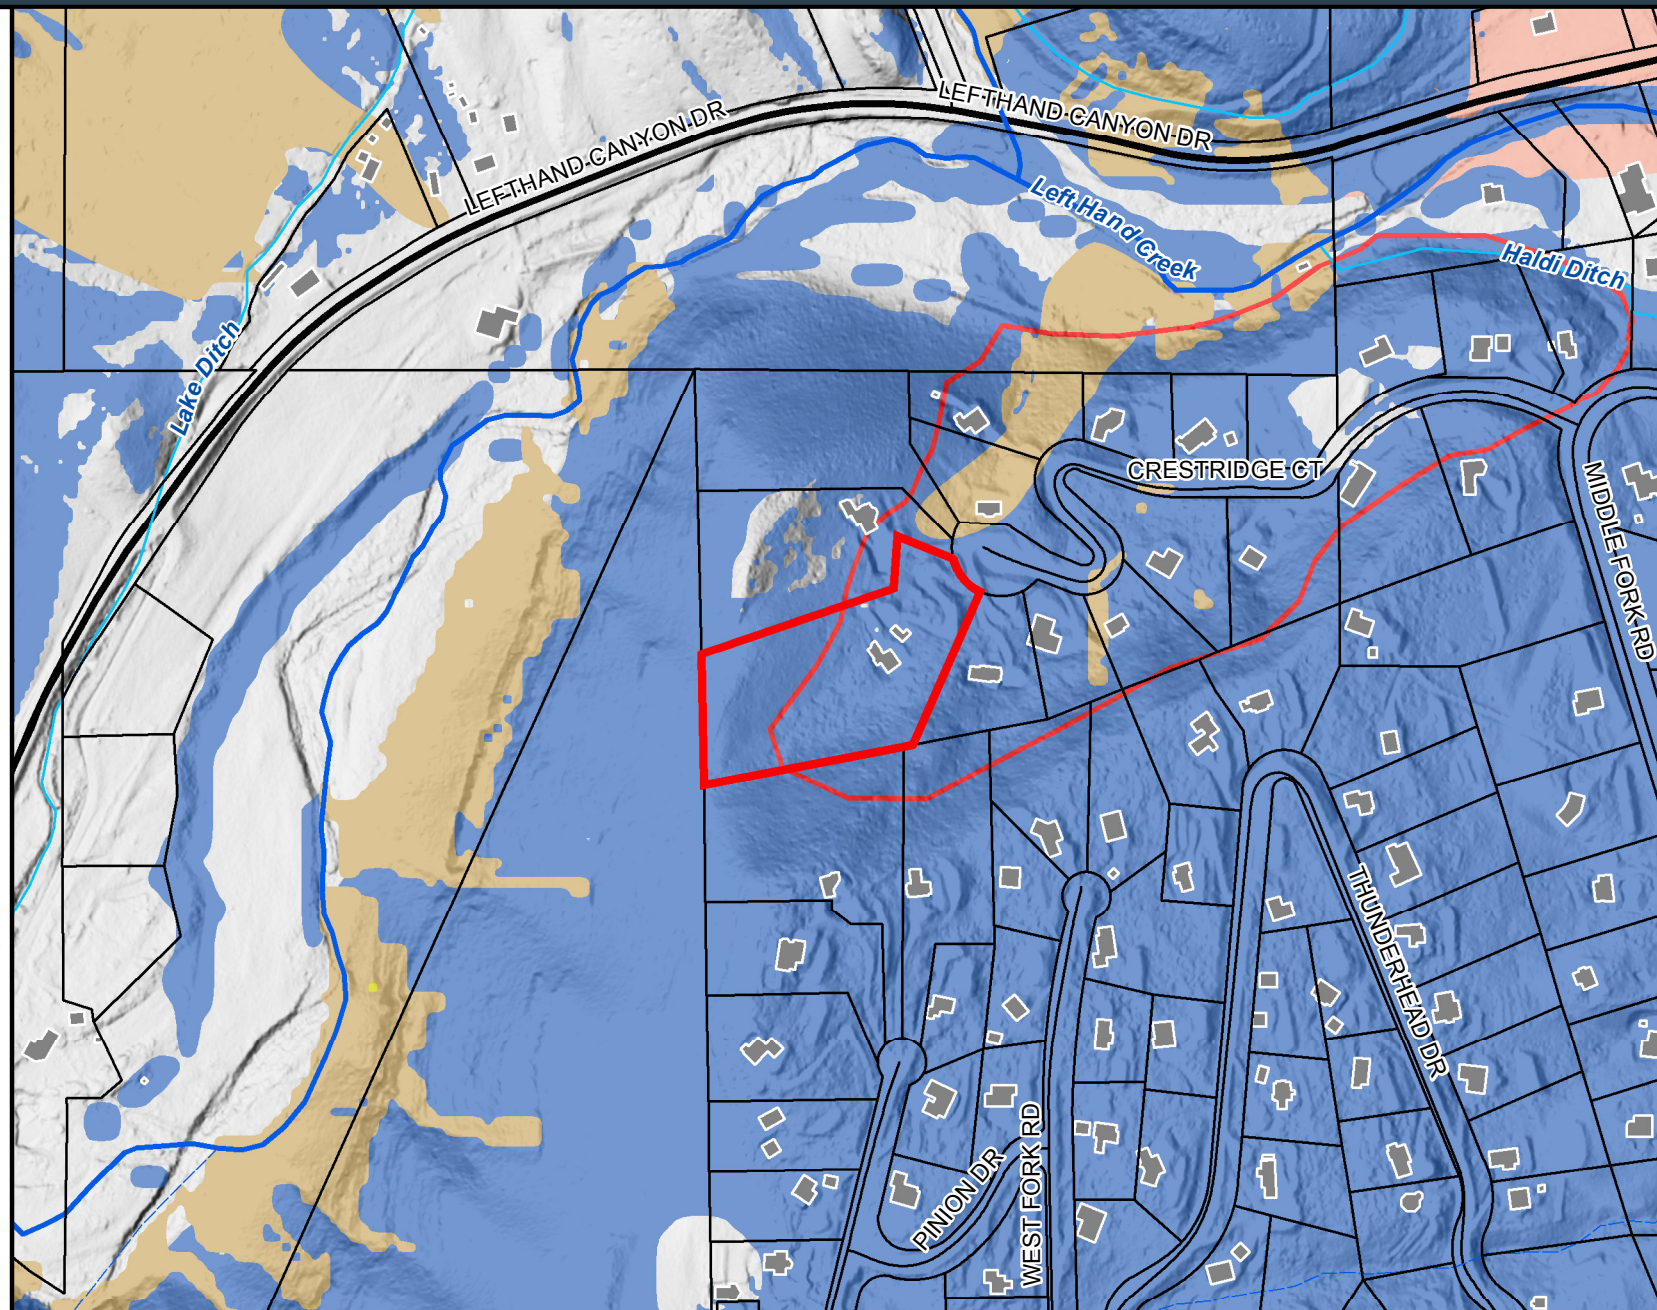 LEFTHAND CANYON DR
LEFTHAND CANYON DR
Left Hand Creek
Haldi Ditch
Lake Ditch
CRESTRIDGE CT
MIDDLE FORK RD
THUNDERHEAD DR
PINION DR
WEST FORK RD